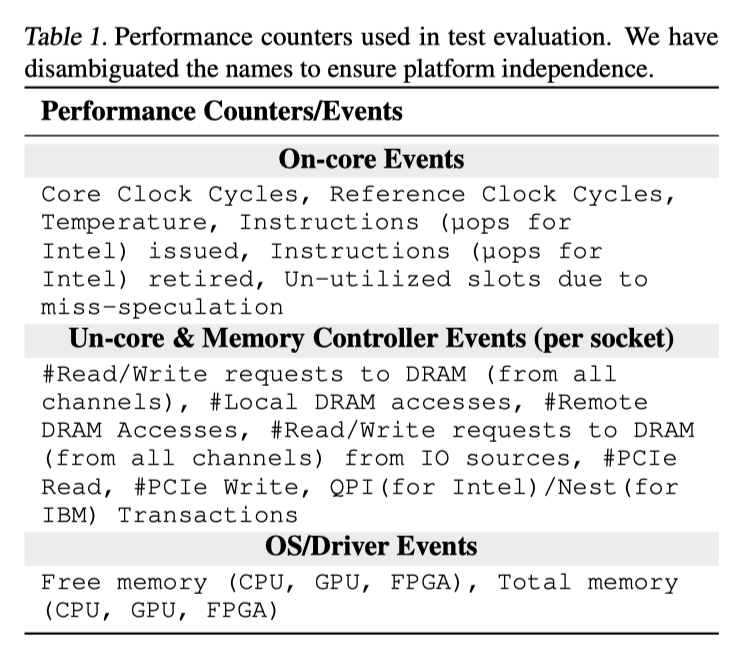 Table 1. Performance counters used in test evaluation. We have
disambiguated the names to ensure platform independence.
Performance Counters/Events
On-core Events
Core Clock Cycles, Reference Clock Cycles,
Temperature, Instructions (µops for
Intel) issued, Instructions (µops for
Intel) retired, Un-utilized slots due to
miss-speculation
Un-core & Memory Controller Events (per socket)
#Read/Write requests to DRAM (from all
channels), #Local DRAM accesses, #Remote
DRAM Accesses, #Read/Write requests to DRAM
(from all channels) from IO sources, #PCIe
Read, #PCIe Write, QPI(for Intel)/Nest(for
IBM) Transactions
OS/Driver Events
Free memory (CPU, GPU, FPGA), Total memory
(CPU, GPU, FPGA)